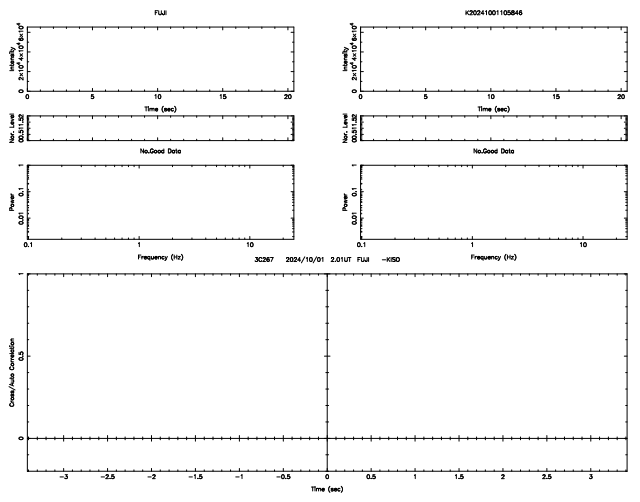 FUJI K20241001105846
Intensity 0 2×10⁴ 4×10⁴ 6×10⁴ Intensity 0 2×10⁴ 4×10⁴ 6×10⁴
0 5 10 15 20 0 5 10 15 20
Time (sec) Time (sec)
Nor. Level 0 0.5 1 1.5 2 Nor. Level 0 0.5 1 1.5 2
No.Good Data No.Good Data
Power 1 0.1 0.01 Power 1 0.1 0.01
0.1 1 10 0.1 1 10
Frequency (Hz) Frequency (Hz)
3C267 2024/10/01 2.01UT FUJI -KISO
Cross/Auto Correlation 1 0.5 0
-3 -2.5 -2 -1.5 -1 -0.5 0 0.5 1 1.5 2 2.5 3
Time (sec)